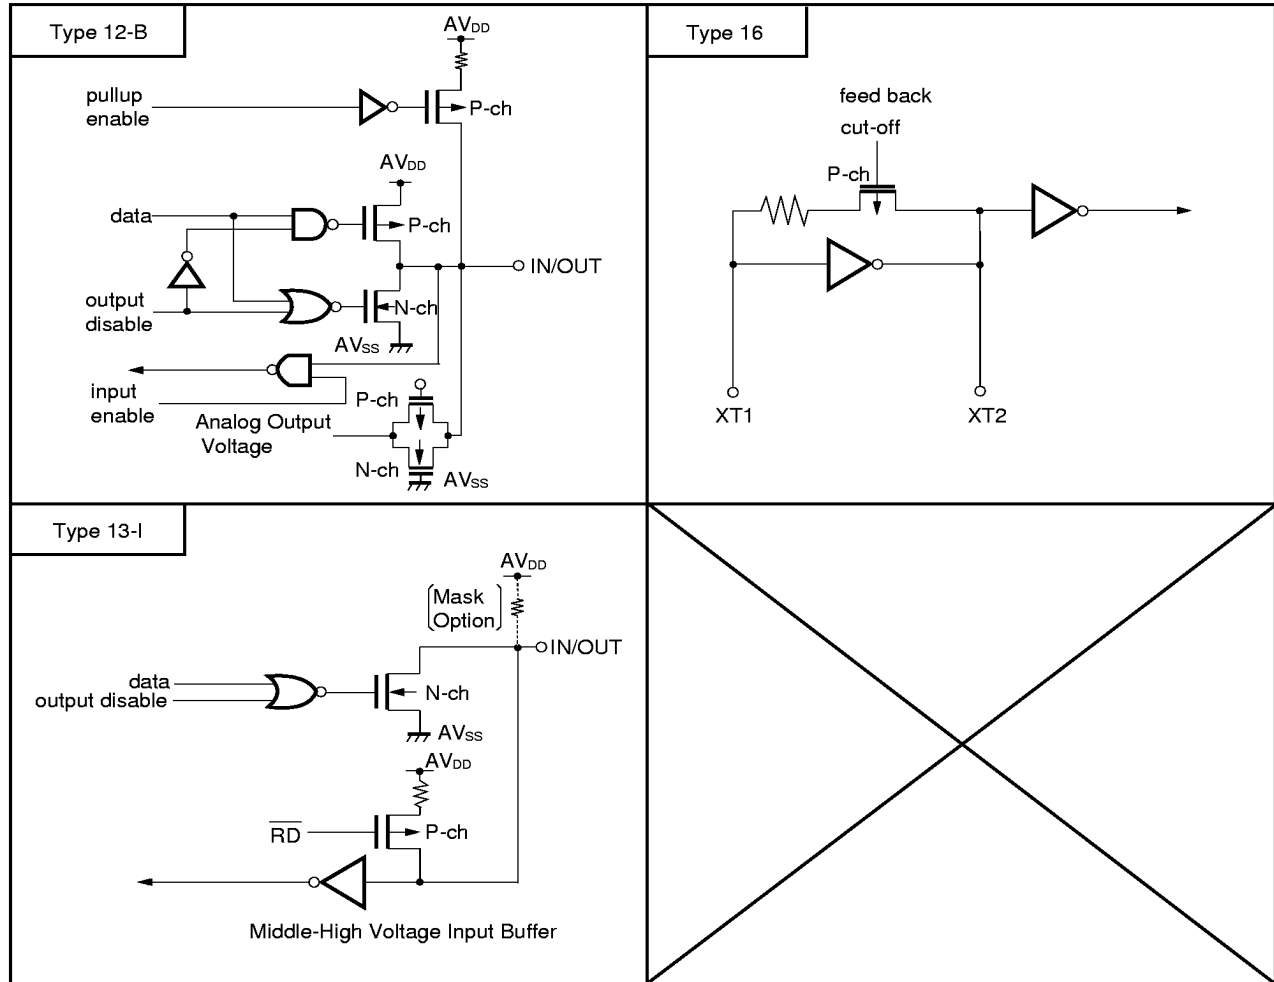 Type 12-B
AVDD
pullup
enable
P-ch
AVDD
data
P-ch
IN/OUT
output
disable
N-ch
AVSS
input
enable
P-ch
Analog Output
Voltage
N-ch
AVSS
Type 16
feed back
cut-off
P-ch
XT1
XT2
Type 13-I
AVDD
Mask
Option
IN/OUT
data
output disable
N-ch
AVSS
AVDD
RD
P-ch
Middle-High Voltage Input Buffer